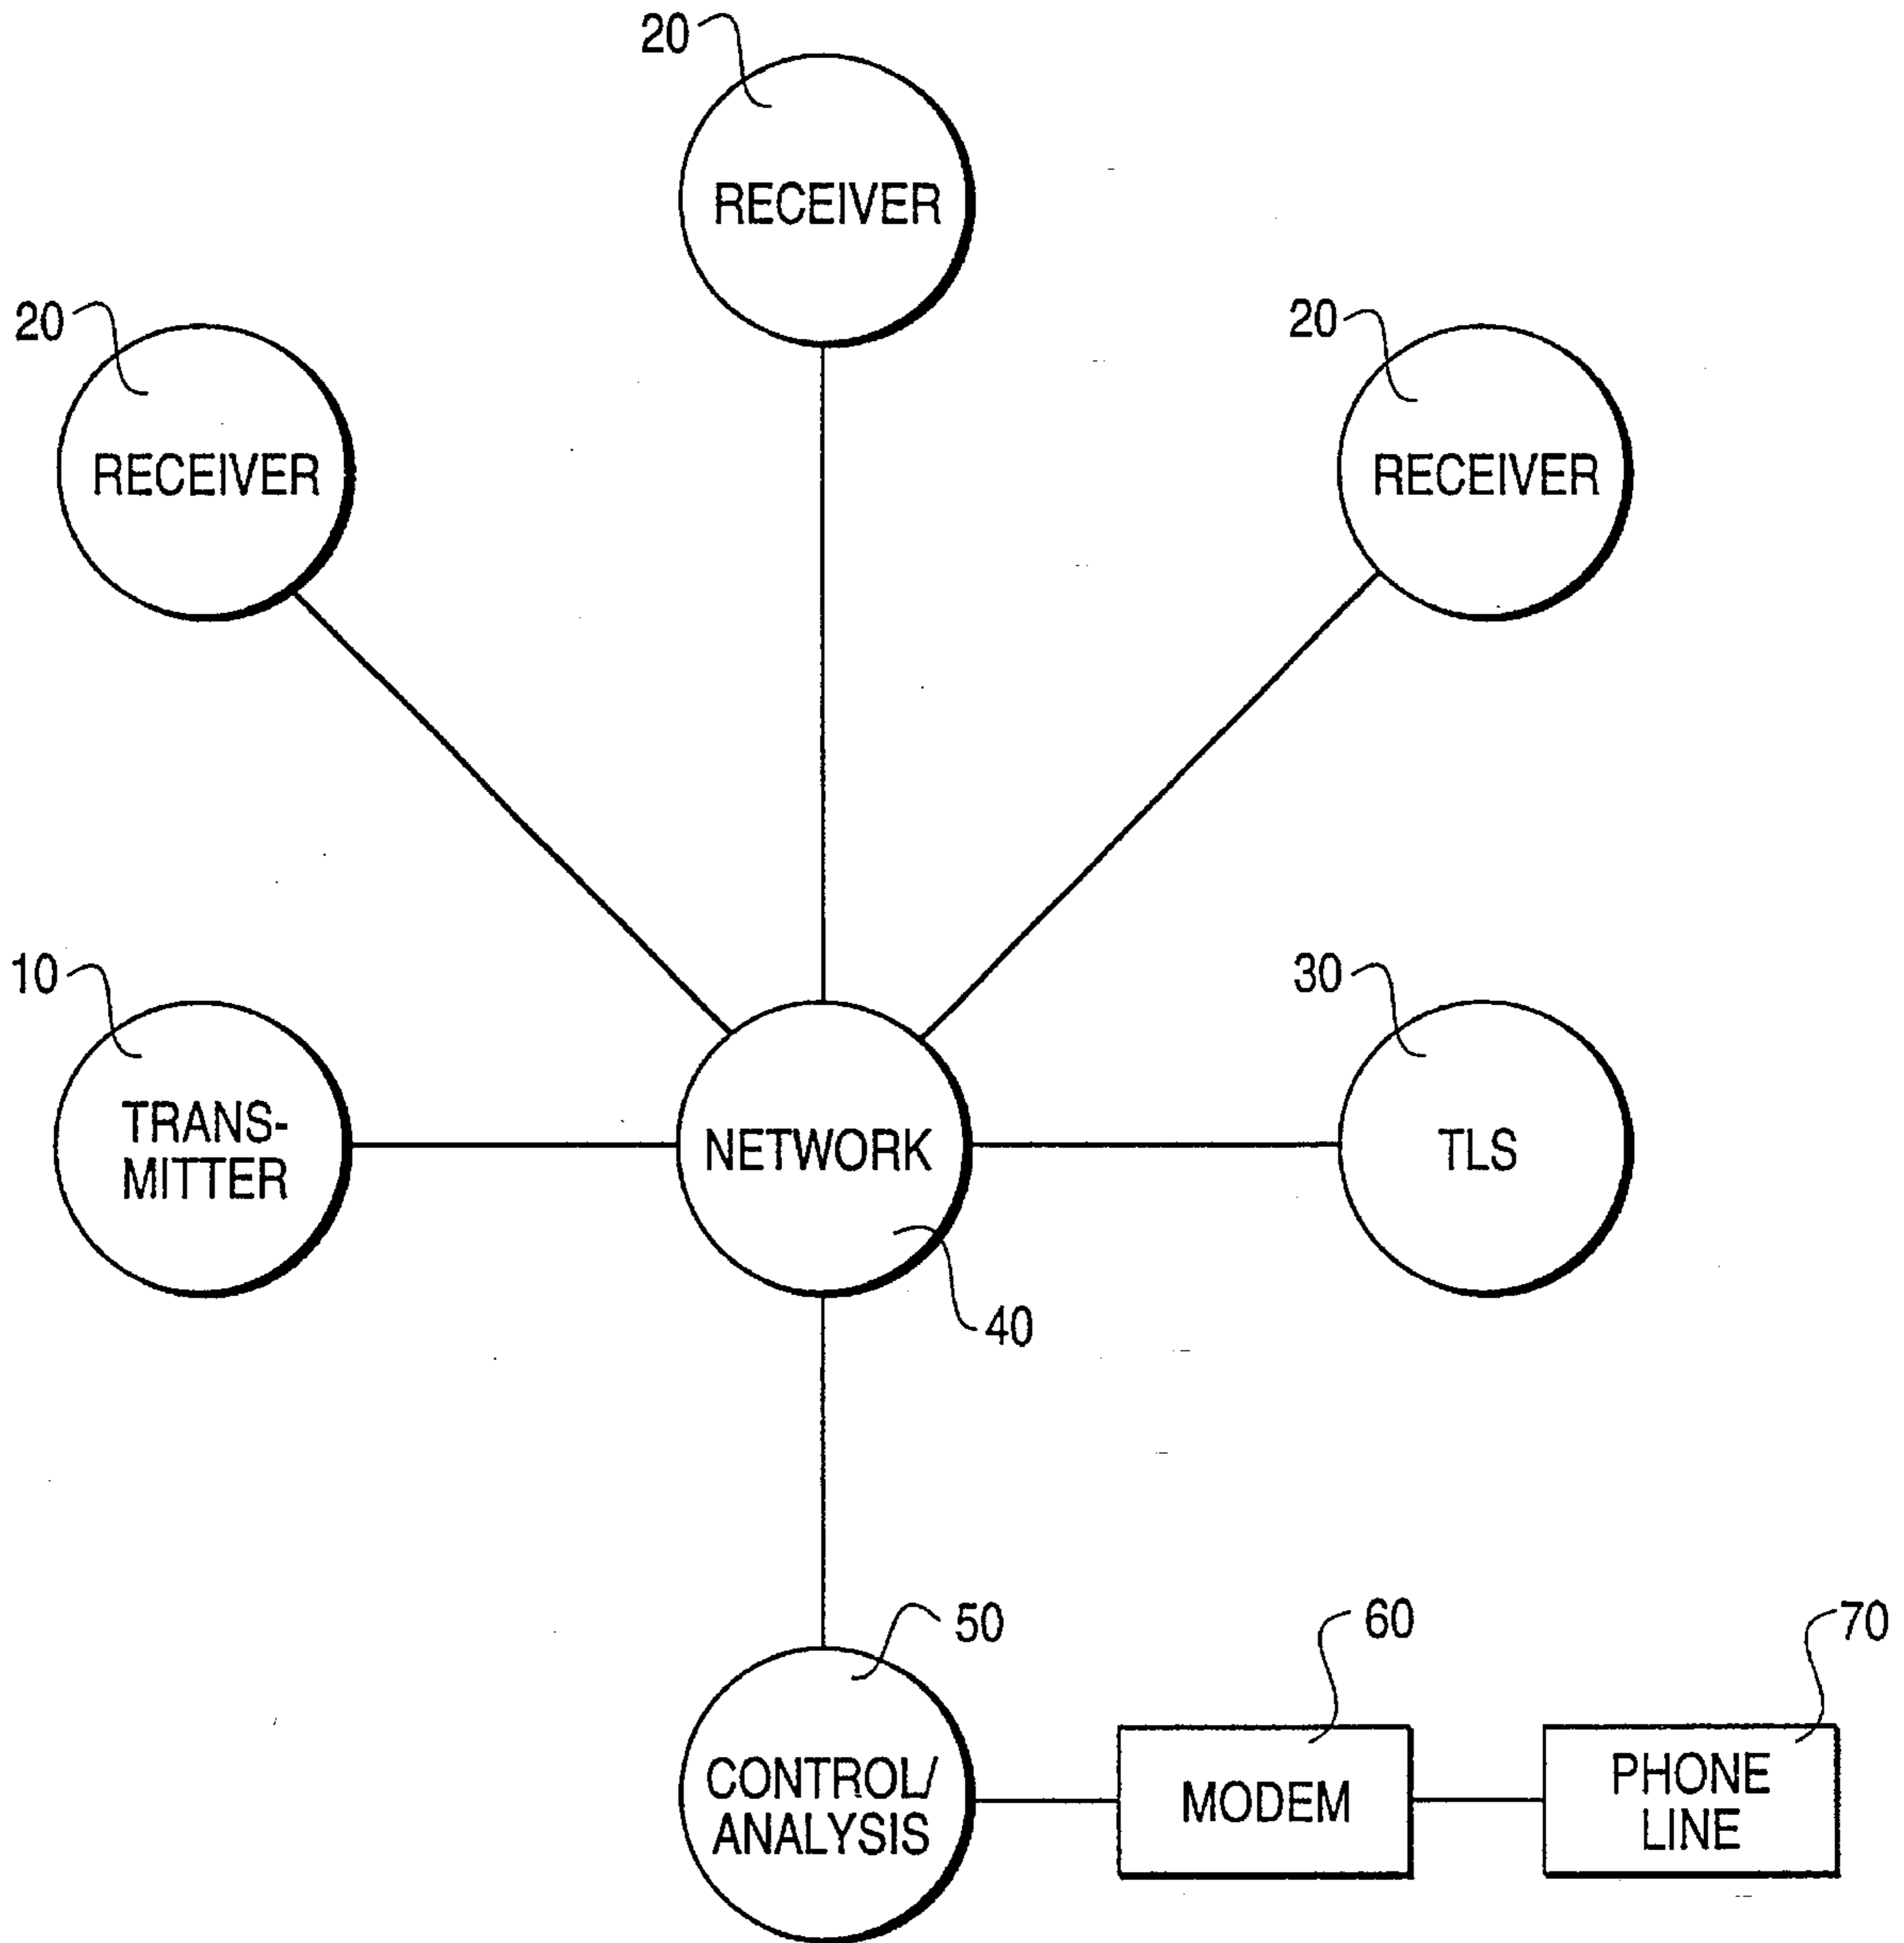 20
RECEIVER
20
RECEIVER
20
RECEIVER
10
TRANS-
MITTER
NETWORK
40
30
TLS
50
CONTROL/
ANALYSIS
60
MODEM
70
PHONE
LINE